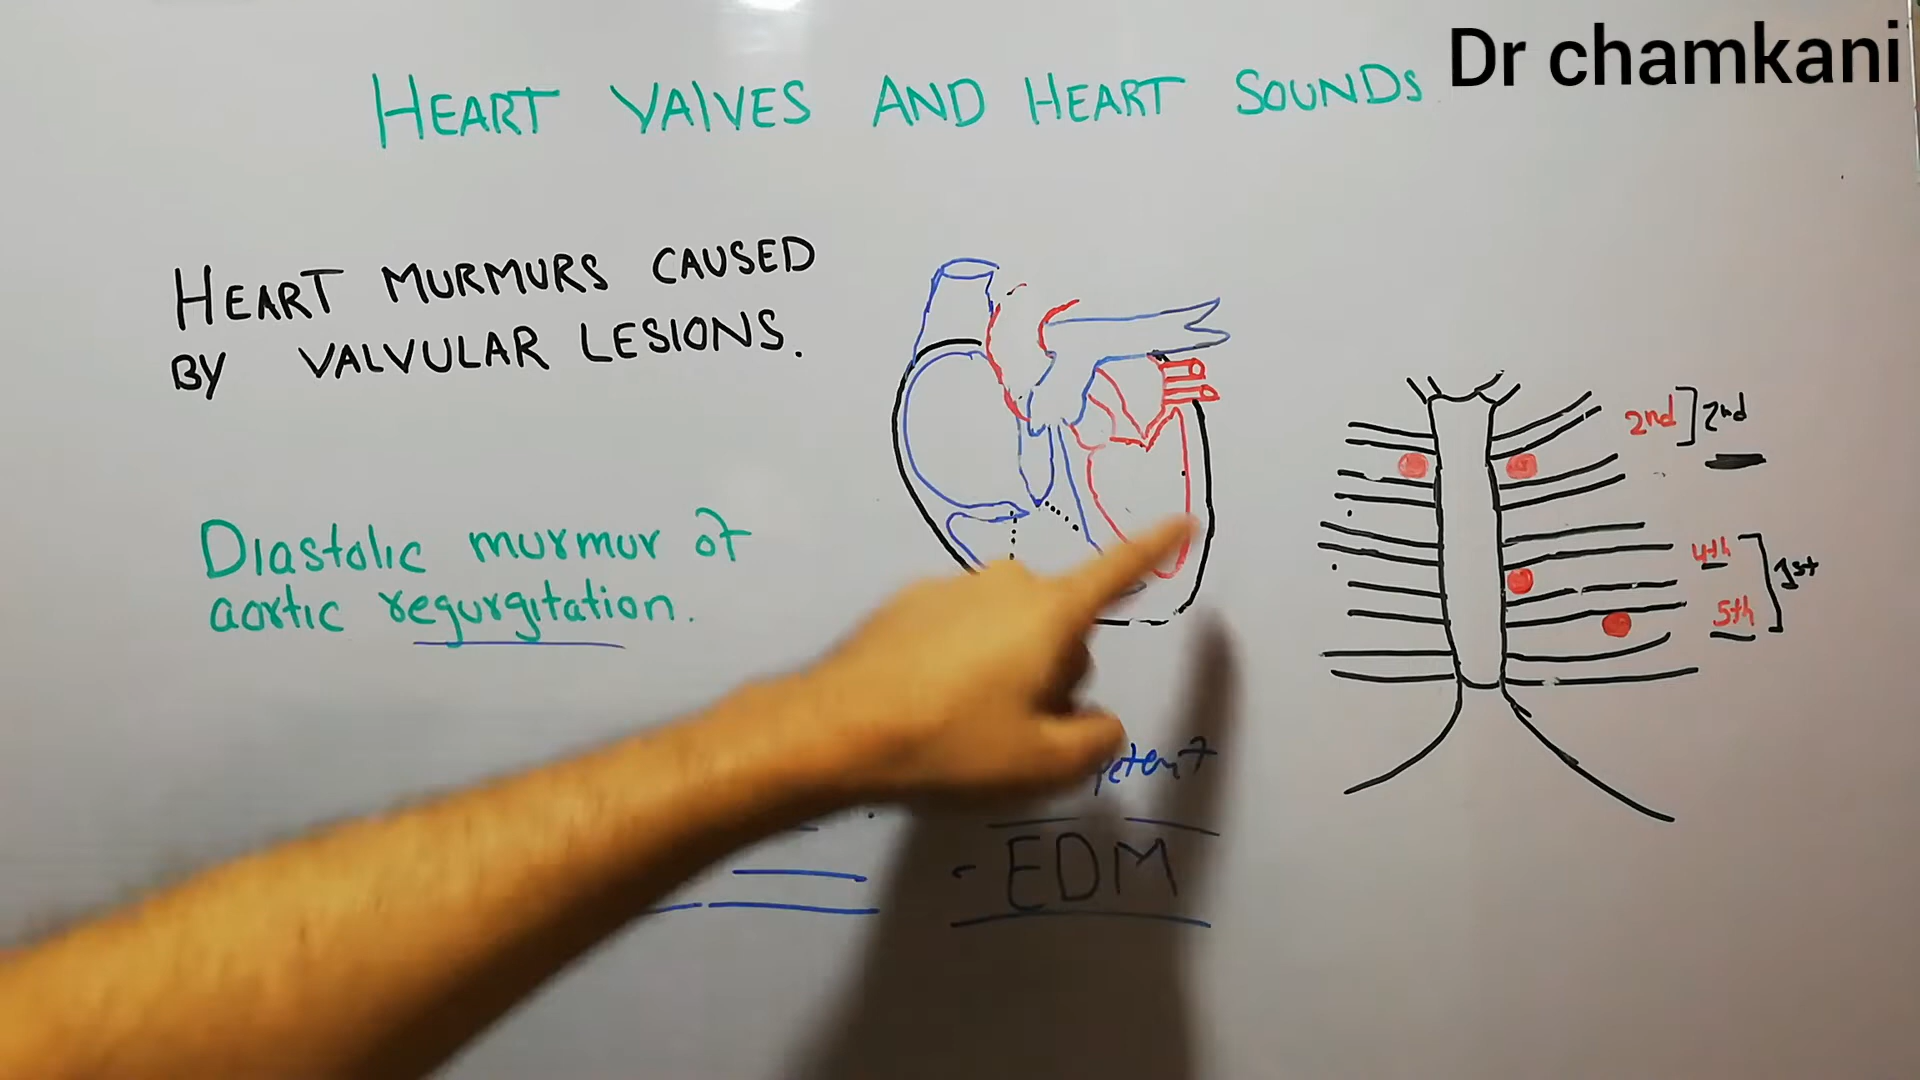 Dr chamkani
HEART VALVES AND HEART SOUNDS
HEART MURMURS CAUSED
BY VALVULAR LESIONS.
Diastolic murmur of
aortic regurgitation.
2nd 2nd
4th
1st
5th
- EDM